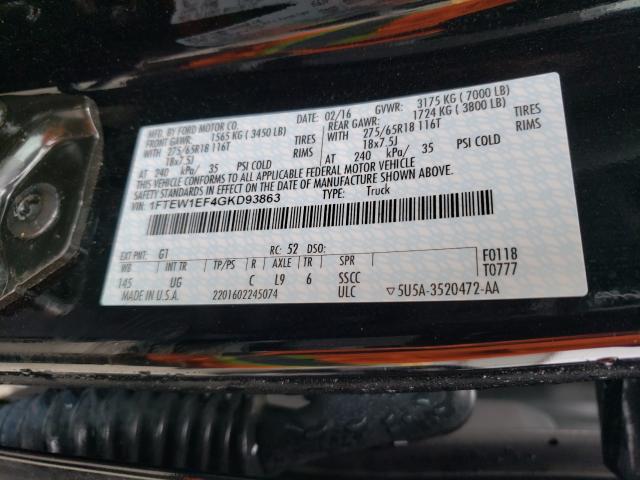 MFD. BY FORD MOTOR CO.
DATE: 02/16 GVWR: 3175 KG ( 7000 LB)
FRONT GAWR: 1565 KG ( 3450 LB) REAR GAWR: 1724 KG ( 3800 LB)
WITH 275/65R18 116T TIRES WITH 275/65R18 116T TIRES
18x7.5J RIMS 18x7.5J RIMS
AT 240 kPa/ 35 PSI COLD AT 240 kPa/ 35 PSI COLD
THIS VEHICLE CONFORMS TO ALL APPLICABLE FEDERAL MOTOR VEHICLE
SAFETY STANDARDS IN EFFECT ON THE DATE OF MANUFACTURE SHOWN ABOVE.
VIN: 1FTEW1EF4GKD93863 TYPE: Truck
EXT PNT: G1 RC: 52 DSO: F0118
WB INT TR TP/PS R AXLE TR SPR T0777
145 UG C L9 6 SSCC
MADE IN U.S.A. 2201602245074 ULC ▽5U5A-3520472-AA